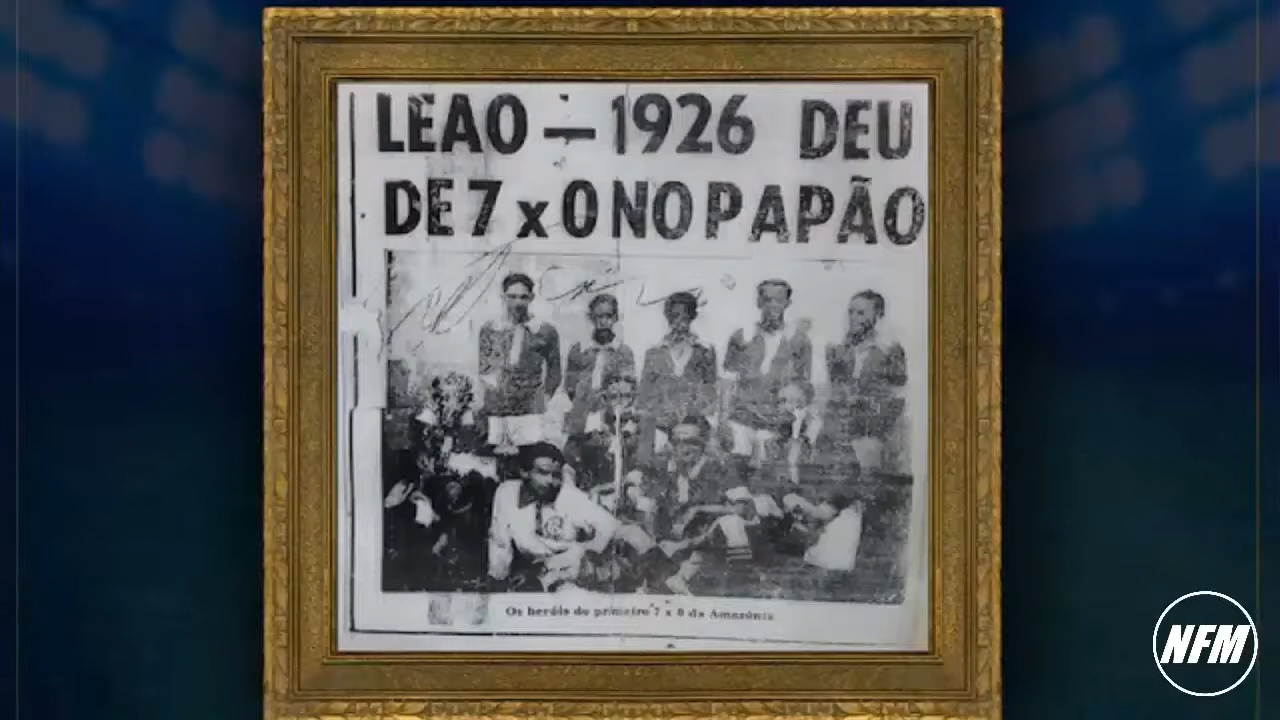 LEAO — 1926 DEU
DE 7 x 0 NO PAPÃO
Os heróis do primeiro 7 x 0 da Amazônia
NFM